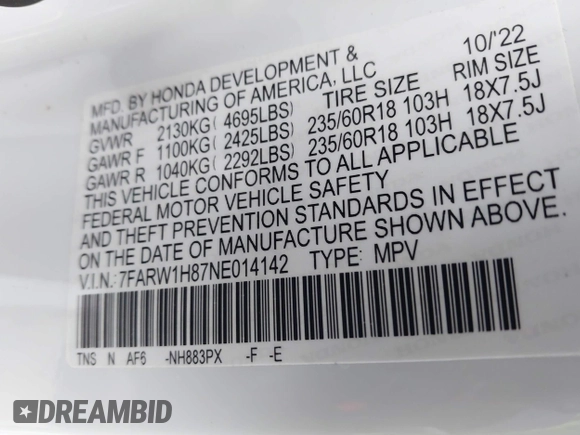 MFD. BY HONDA DEVELOPMENT & 10/'22
MANUFACTURING OF AMERICA, LLC
GVWR 2130KG(4695LBS) TIRE SIZE RIM SIZE
GAWR F 1100KG(2425LBS) 235/60R18 103H 18X7.5J
GAWR R 1040KG(2292LBS) 235/60R18 103H 18X7.5J
THIS VEHICLE CONFORMS TO ALL APPLICABLE
FEDERAL MOTOR VEHICLE SAFETY
AND THEFT PREVENTION STANDARDS IN EFFECT
ON THE DATE OF MANUFACTURE SHOWN ABOVE.
V.I.N.:7FARW1H87NE014142 TYPE: MPV
TNS N AF6 -NH883PX -F -E
DREAMBID